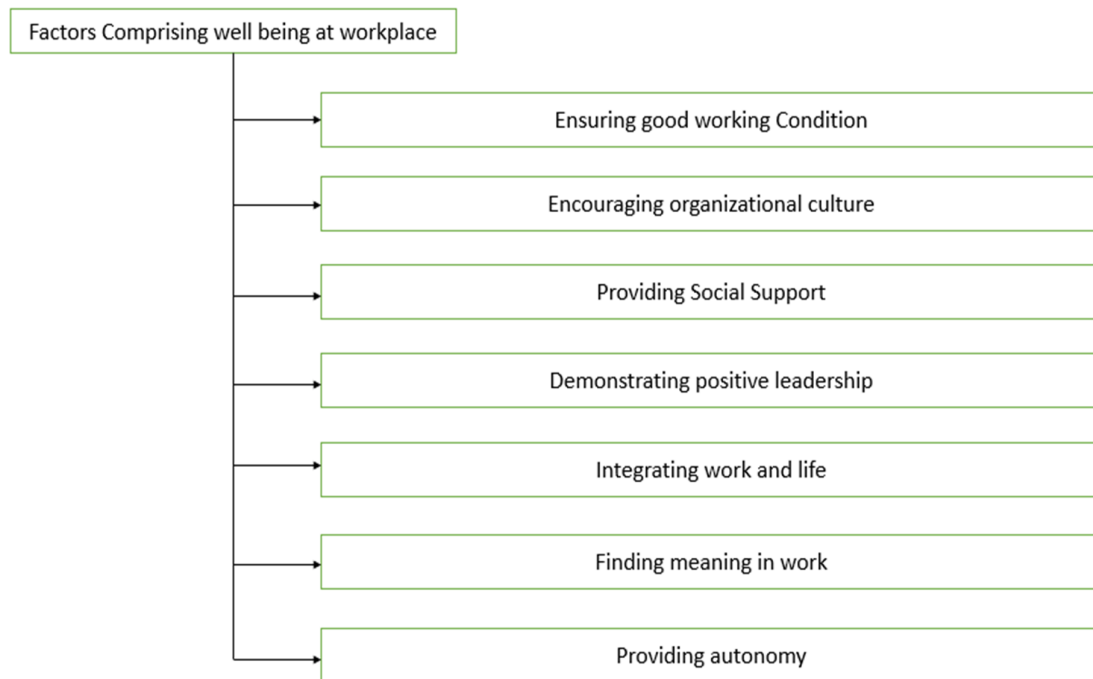 Factors Comprising well being at workplace
Ensuring good working Condition
Encouraging organizational culture
Providing Social Support
Demonstrating positive leadership
Integrating work and life
Finding meaning in work
Providing autonomy